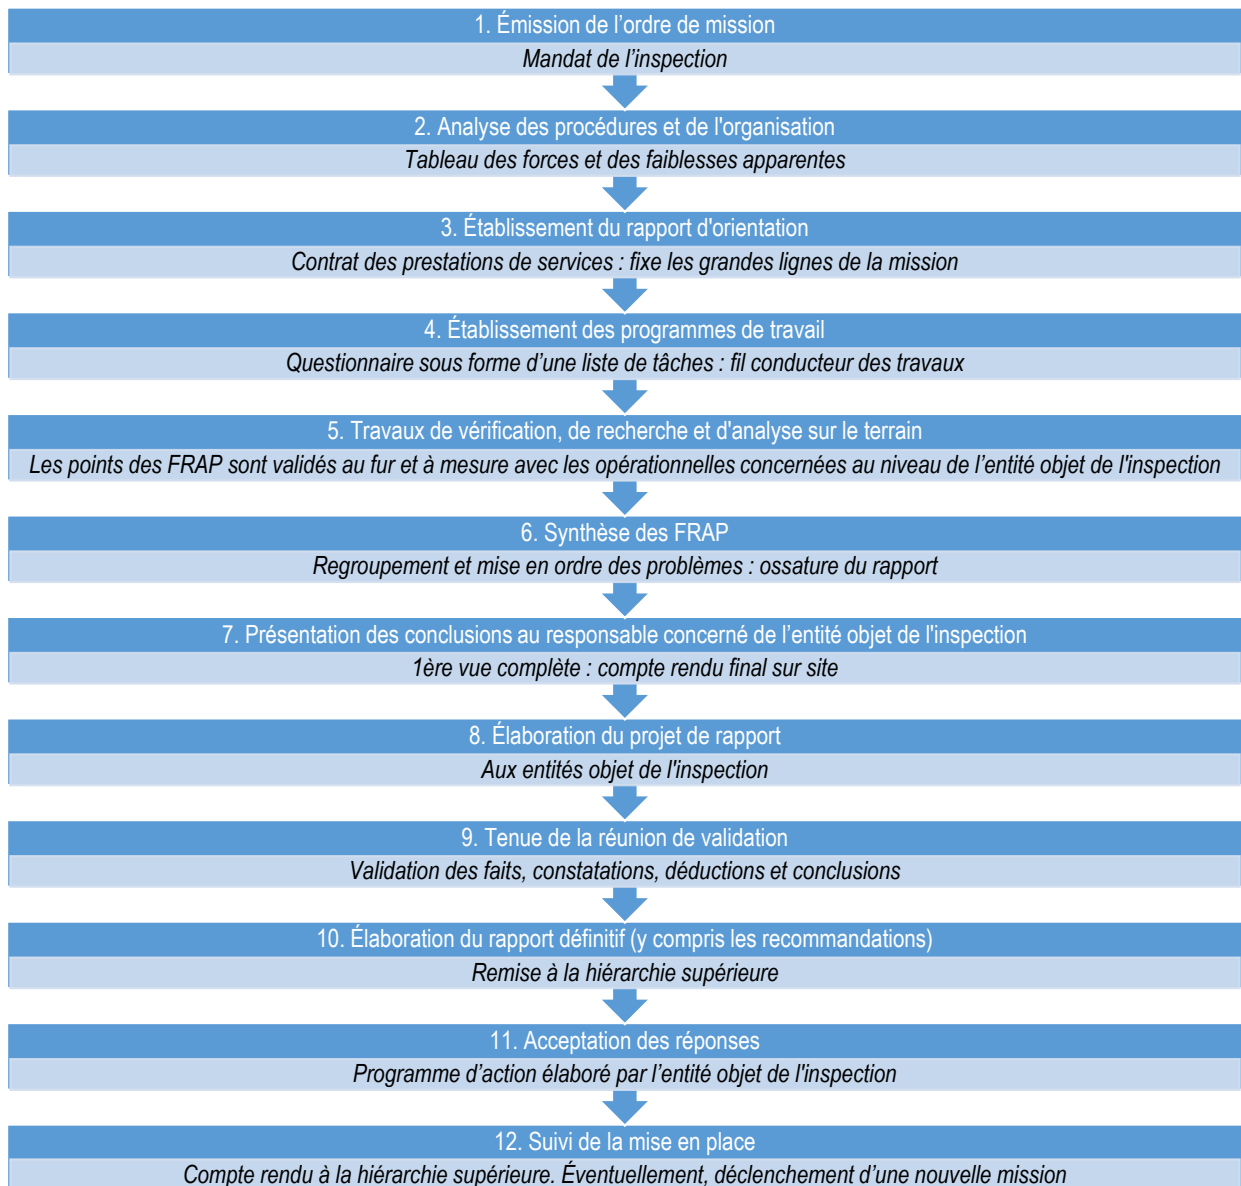 1. Émission de l’ordre de mission
Mandat de l’inspection
2. Analyse des procédures et de l'organisation
Tableau des forces et des faiblesses apparentes
3. Établissement du rapport d'orientation
Contrat des prestations de services : fixe les grandes lignes de la mission
4. Établissement des programmes de travail
Questionnaire sous forme d’une liste de tâches : fil conducteur des travaux
5. Travaux de vérification, de recherche et d'analyse sur le terrain
Les points des FRAP sont validés au fur et à mesure avec les opérationnelles concernées au niveau de l’entité objet de l'inspection
6. Synthèse des FRAP
Regroupement et mise en ordre des problèmes : ossature du rapport
7. Présentation des conclusions au responsable concerné de l’entité objet de l'inspection
1ère vue complète : compte rendu final sur site
8. Élaboration du projet de rapport
Aux entités objet de l'inspection
9. Tenue de la réunion de validation
Validation des faits, constatations, déductions et conclusions
10. Élaboration du rapport définitif (y compris les recommandations)
Remise à la hiérarchie supérieure
11. Acceptation des réponses
Programme d’action élaboré par l’entité objet de l'inspection
12. Suivi de la mise en place
Compte rendu à la hiérarchie supérieure. Éventuellement, déclenchement d’une nouvelle mission